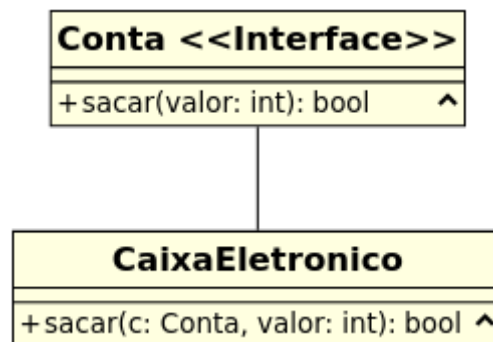 Conta <<Interface>>
+sacar(valor: int): bool
CaixaEletronico
+sacar(c: Conta, valor: int): bool